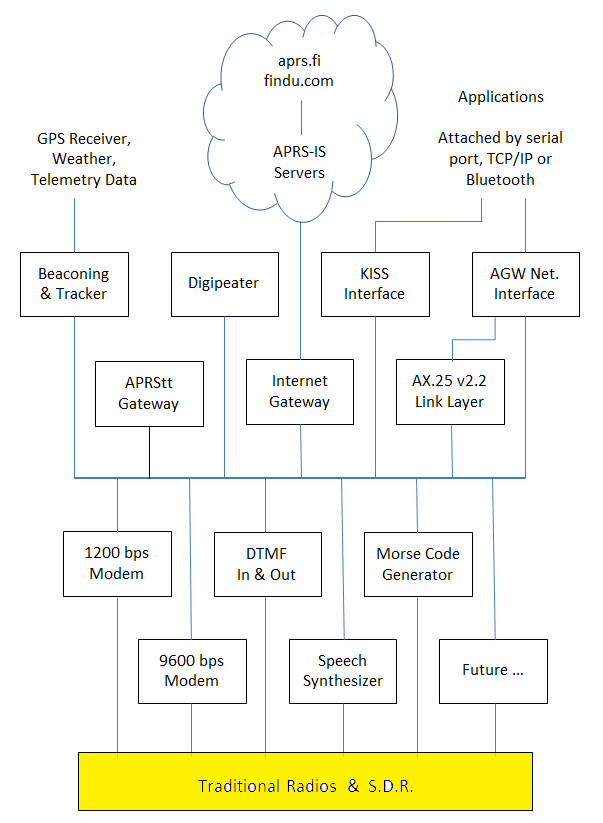 aprs.fi
findu.com
APRS-IS
Servers
Applications
Attached by serial
port, TCP/IP or
Bluetooth
GPS Receiver,
Weather,
Telemetry Data
Beaconing
& Tracker
Digipeater
KISS
Interface
AGW Net.
Interface
APRStt
Gateway
Internet
Gateway
AX.25 v2.2
Link Layer
1200 bps
Modem
DTMF
In & Out
Morse Code
Generator
9600 bps
Modem
Speech
Synthesizer
Future ...
Traditional Radios & S.D.R.